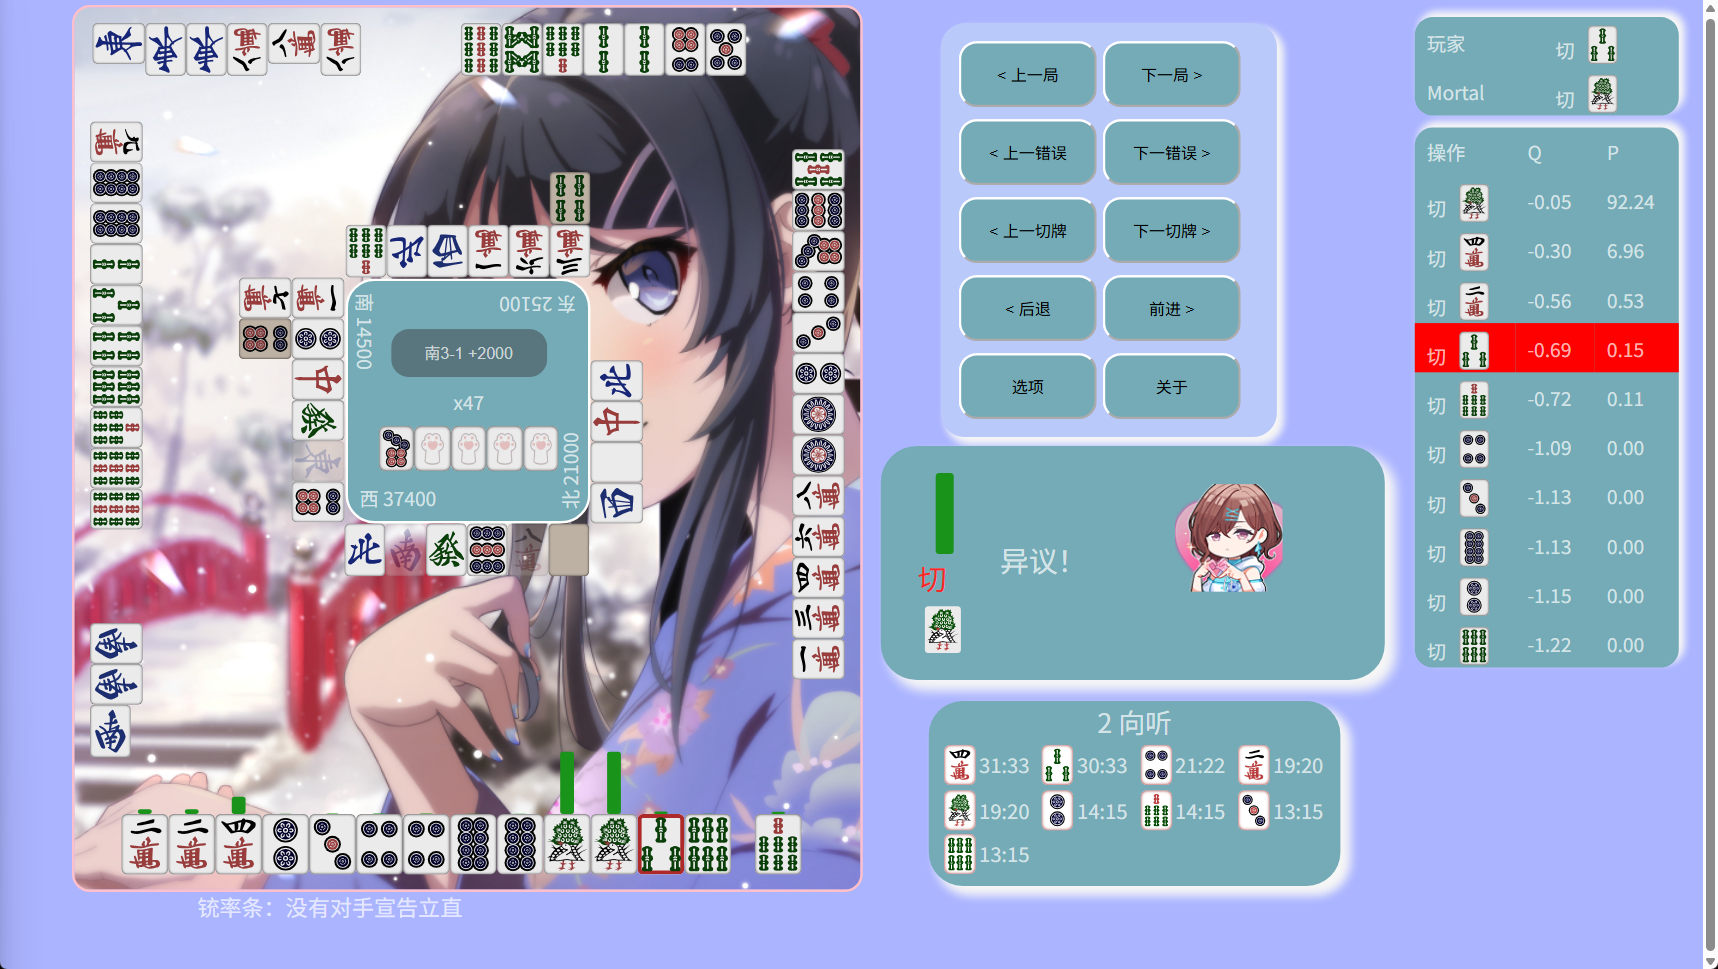 东 25100
南 14500
南3-1 +2000
x47
西 37400
北 21000
铳率条：没有对手宣告立直
< 上一局
下一局 >
< 上一错误
下一错误 >
< 上一切牌
下一切牌 >
< 后退
前进 >
选项
关于
切
异议！
2 向听
31:33
30:33
21:22
19:20
19:20
14:15
14:15
13:15
13:15
玩家 切
Mortal 切
操作 Q P
切 -0.05 92.24
切 -0.30 6.96
切 -0.56 0.53
切 -0.69 0.15
切 -0.72 0.11
切 -1.09 0.00
切 -1.13 0.00
切 -1.13 0.00
切 -1.15 0.00
切 -1.22 0.00